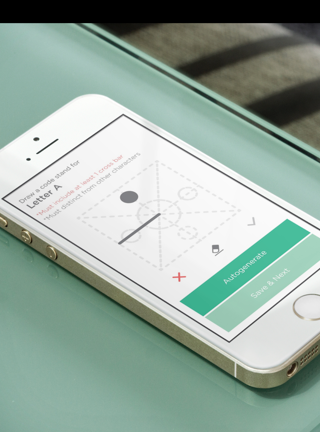 Draw a code stand for
Letter A
*Must include at least 1 cross bar
*Must distinct from other characters
Autogenerate
Save & Next